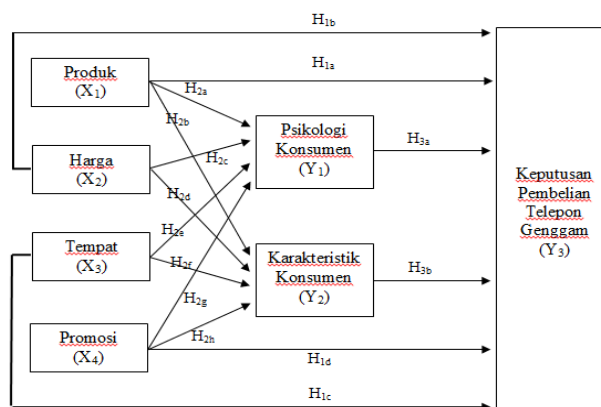 H1b
Produk
(X1)
H1a
H2a
H2b
Psikologi
Konsumen
(Y1)
H3a
Harga
(X2)
H2c
H2d
Keputusan
Pembelian
Telepon
Genggam
(Y3)
Tempat
(X3)
H2e
H2f
Karakteristik
Konsumen
(Y2)
H3b
H2g
Promosi
(X4)
H2h
H1d
H1c